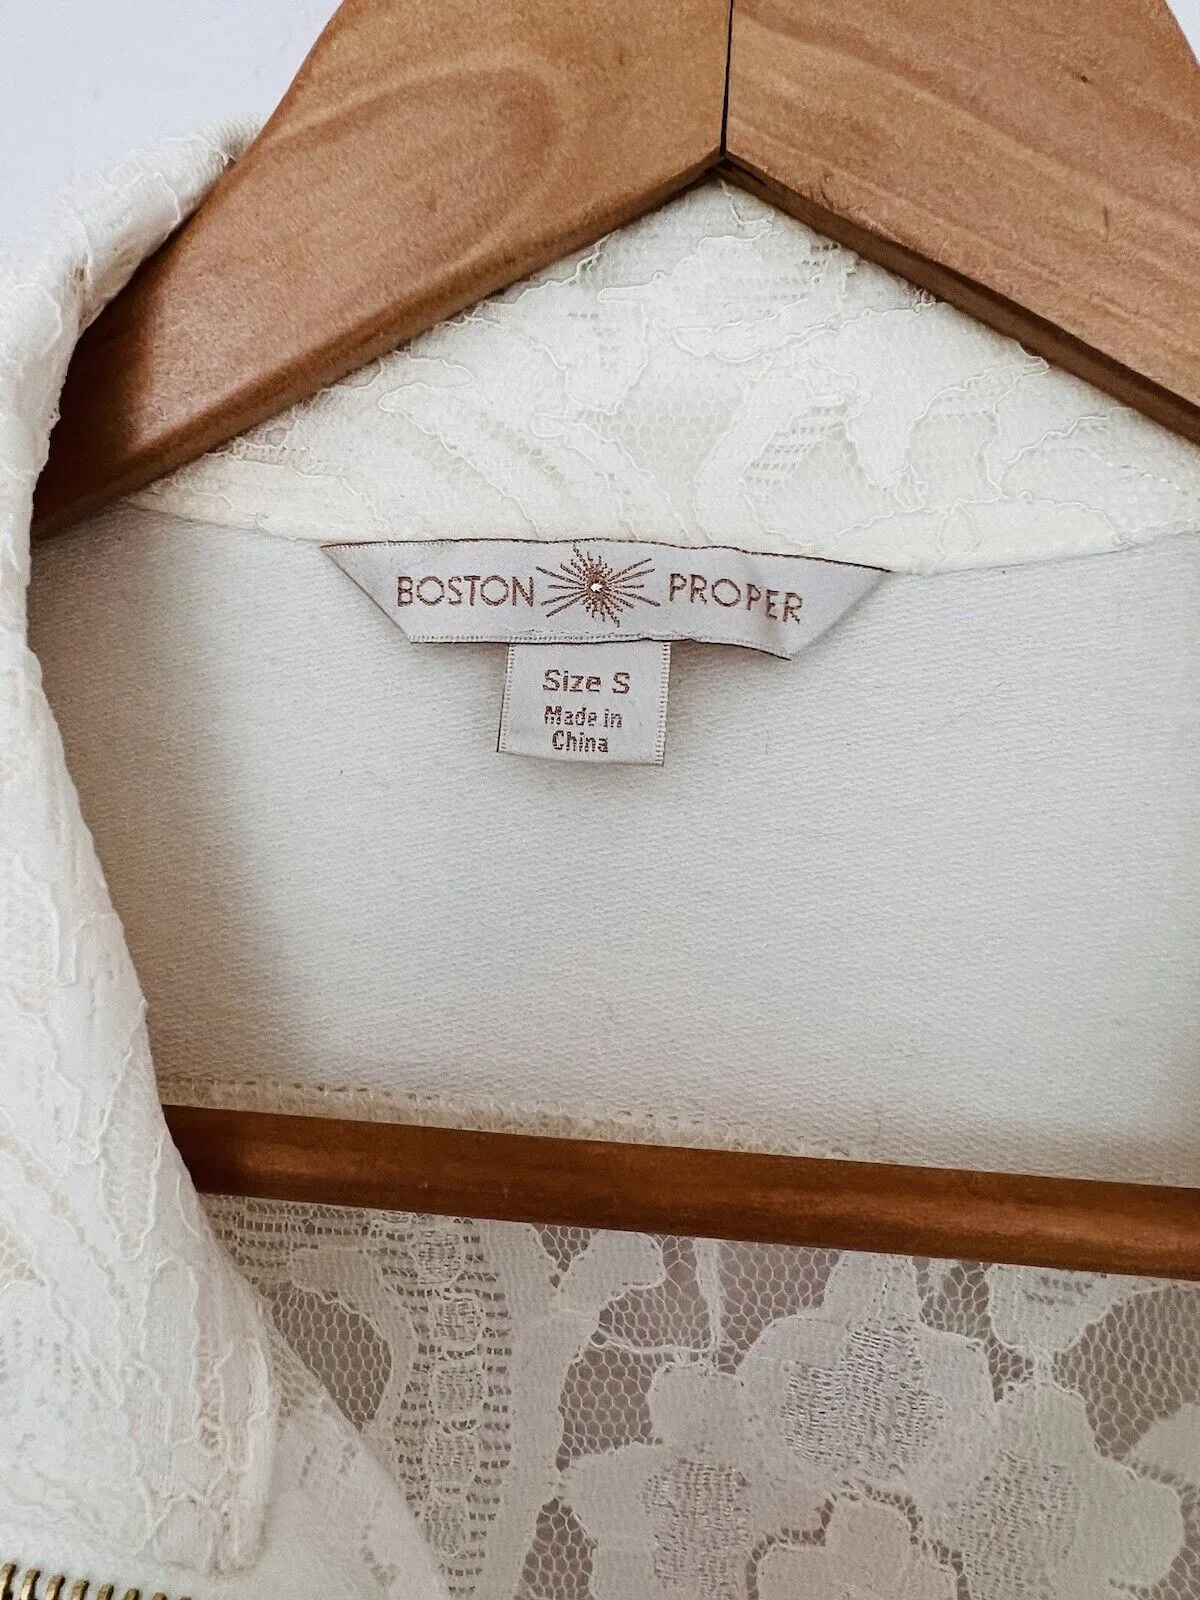 BOSTON PROPER
Size S
Made in
China